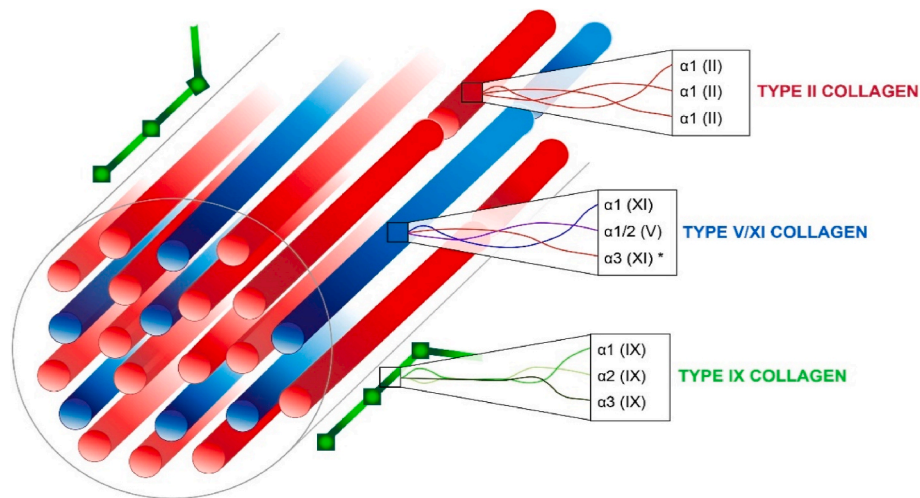 α1 (II)
α1 (II)
α1 (II)
TYPE II COLLAGEN
α1 (XI)
α1/2 (V)
α3 (XI) *
TYPE V/XI COLLAGEN
α1 (IX)
α2 (IX)
α3 (IX)
TYPE IX COLLAGEN